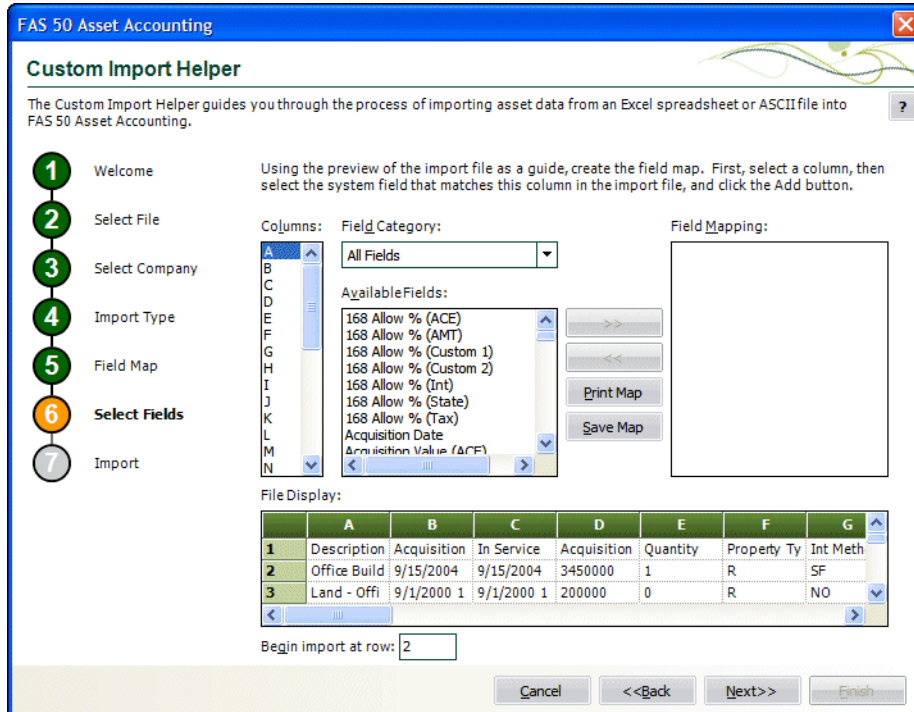 FAS 50 Asset Accounting
Custom Import Helper
The Custom Import Helper guides you through the process of importing asset data from an Excel spreadsheet or ASCII file into
FAS 50 Asset Accounting.
?
1 Welcome
2 Select File
3 Select Company
4 Import Type
5 Field Map
6 Select Fields
7 Import
Using the preview of the import file as a guide, create the field map. First, select a column, then
select the system field that matches this column in the import file, and click the Add button.
Columns:
A
B
C
D
E
F
G
H
I
J
K
L
M
N
Field Category:
All Fields
Available Fields:
168 Allow % (ACE)
168 Allow % (AMT)
168 Allow % (Custom 1)
168 Allow % (Custom 2)
168 Allow % (Int)
168 Allow % (State)
168 Allow % (Tax)
Acquisition Date
Acquisition Value (ACE)
>>
<<
Print Map
Save Map
Field Mapping:
File Display:
A B C D E F G
1 Description Acquisition In Service Acquisition Quantity Property Ty Int Meth
2 Office Build 9/15/2004 9/15/2004 3450000 1 R SF
3 Land - Offi 9/1/2000 1 9/1/2000 1 200000 0 R NO
Begin import at row: 2
Cancel <<Back Next>> Finish